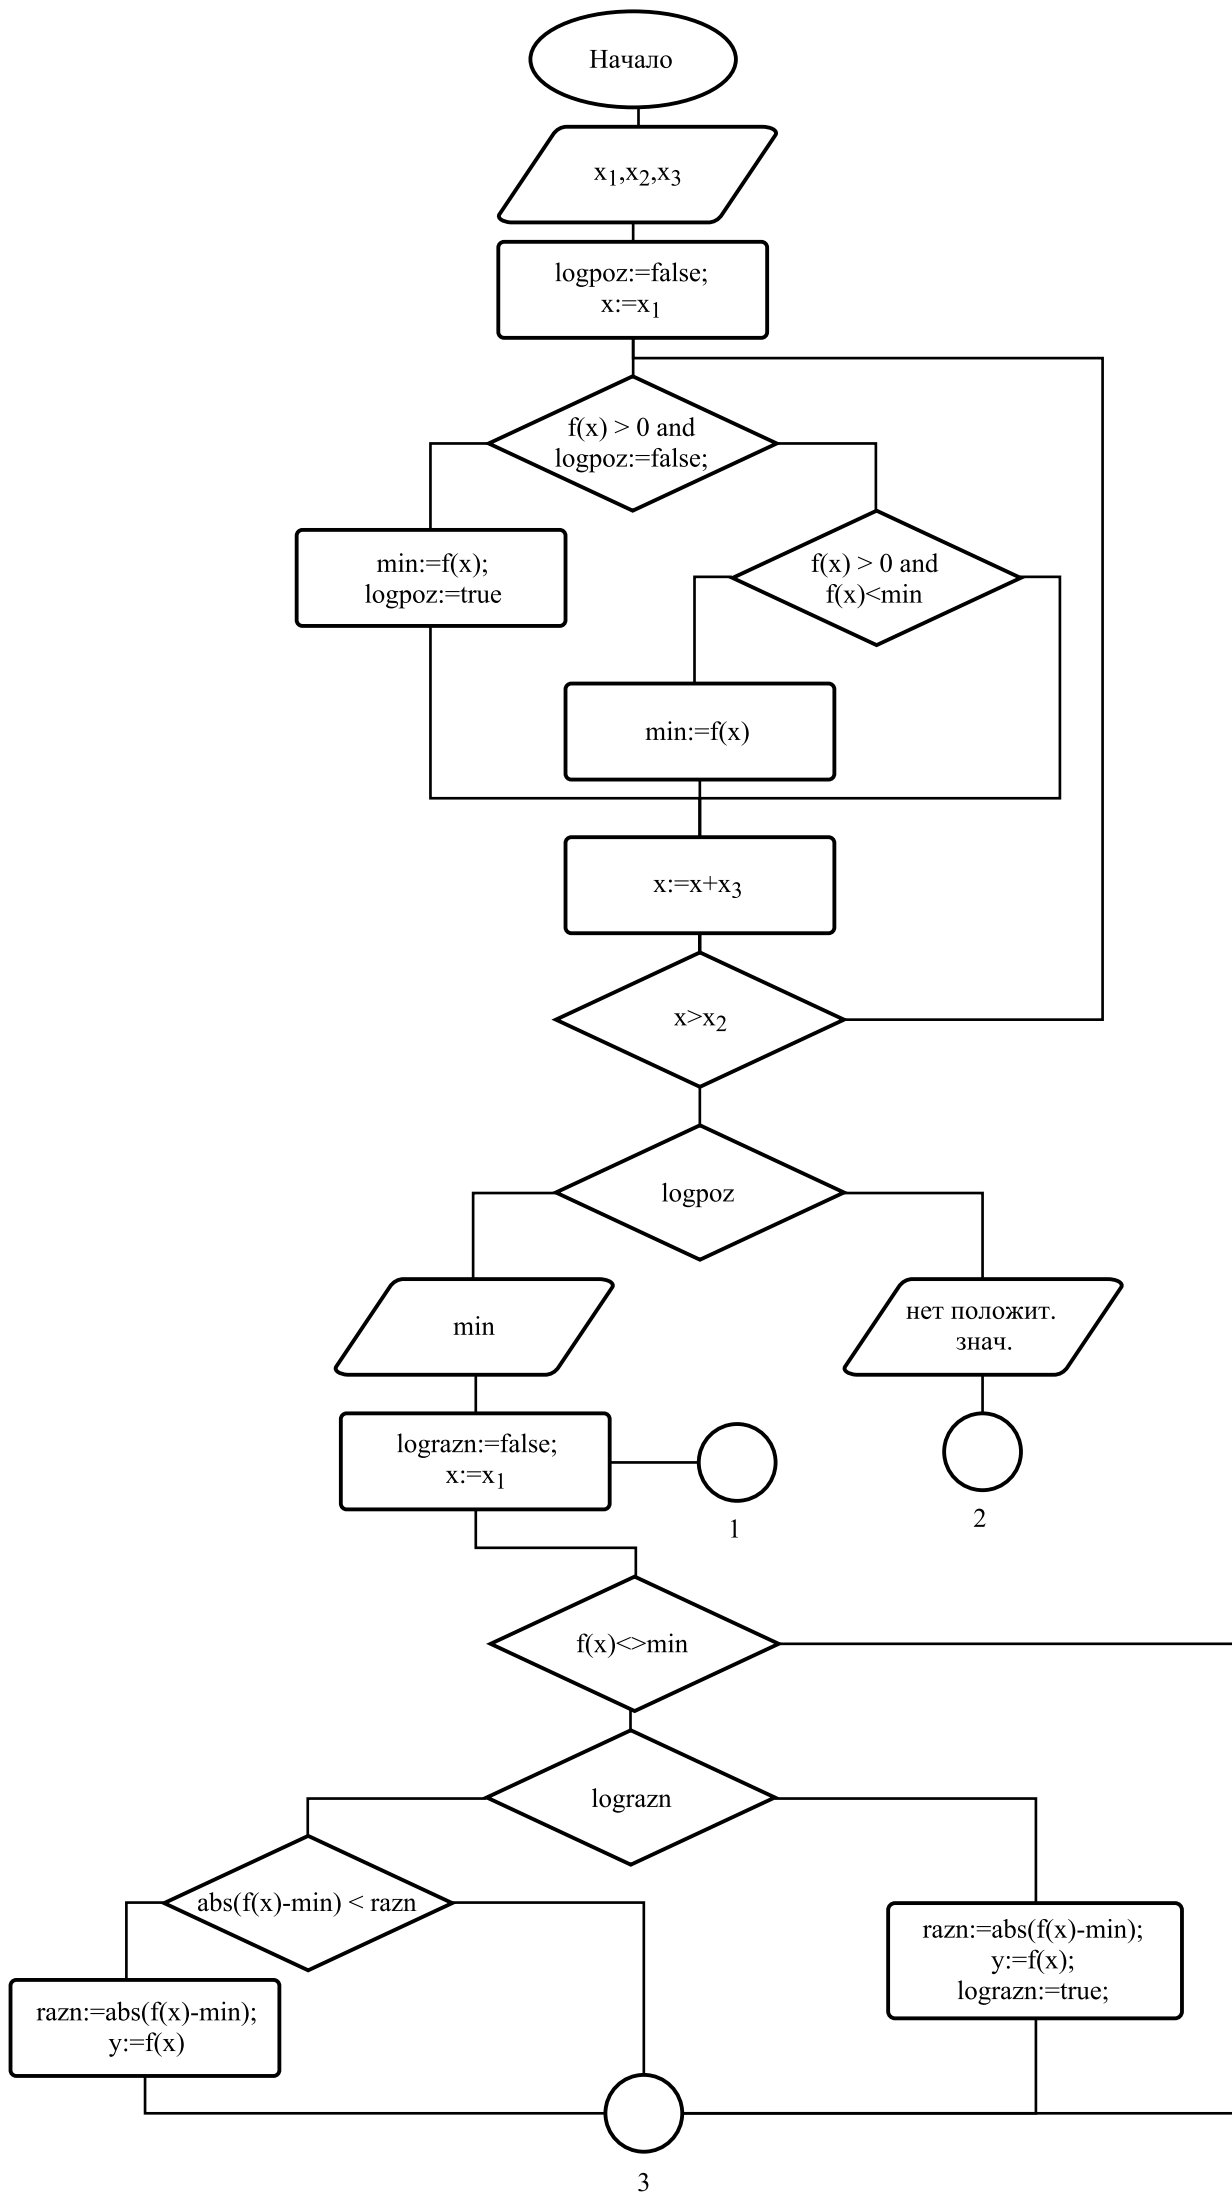 Начало
x₁,x₂,x₃
logpoz:=false;
x:=x₁
f(x) > 0 and
logpoz:=false;
min:=f(x);
logpoz:=true
f(x) > 0 and
f(x)<min
min:=f(x)
x:=x+x₃
x>x₂
logpoz
min
нет положит.
знач.
lograzn:=false;
x:=x₁
1
2
f(x)<>min
lograzn
abs(f(x)-min) < razn
razn:=abs(f(x)-min);
y:=f(x);
lograzn:=true;
razn:=abs(f(x)-min);
y:=f(x)
3